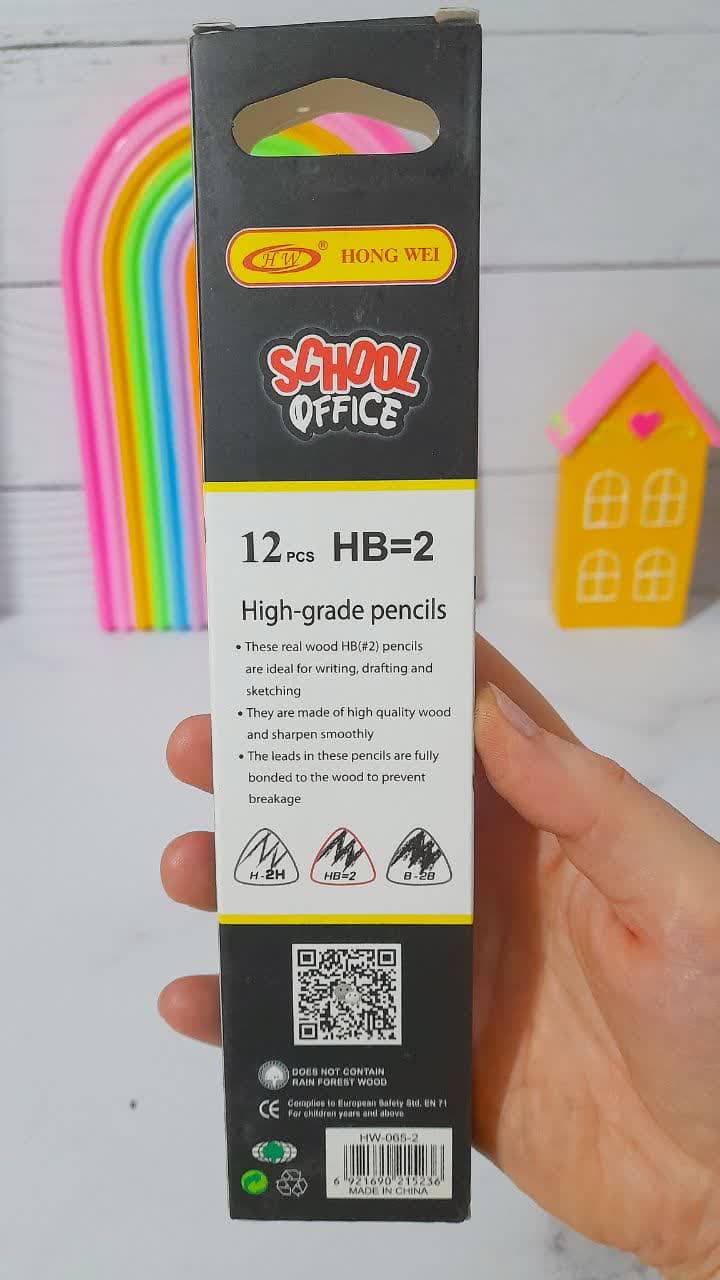 HW® HONG WEI
SCHOOL
OFFICE
12 PCS HB=2
High-grade pencils
• These real wood HB(#2) pencils
are ideal for writing, drafting and
sketching
• They are made of high quality wood
and sharpen smoothly
• The leads in these pencils are fully
bonded to the wood to prevent
breakage
H-2H HB=2 B-2B
DOES NOT CONTAIN
RAIN FOREST WOOD
CE Complies to European Safety Std. EN 71
For children years and above
HW-065-2
6 921690 215236
MADE IN CHINA